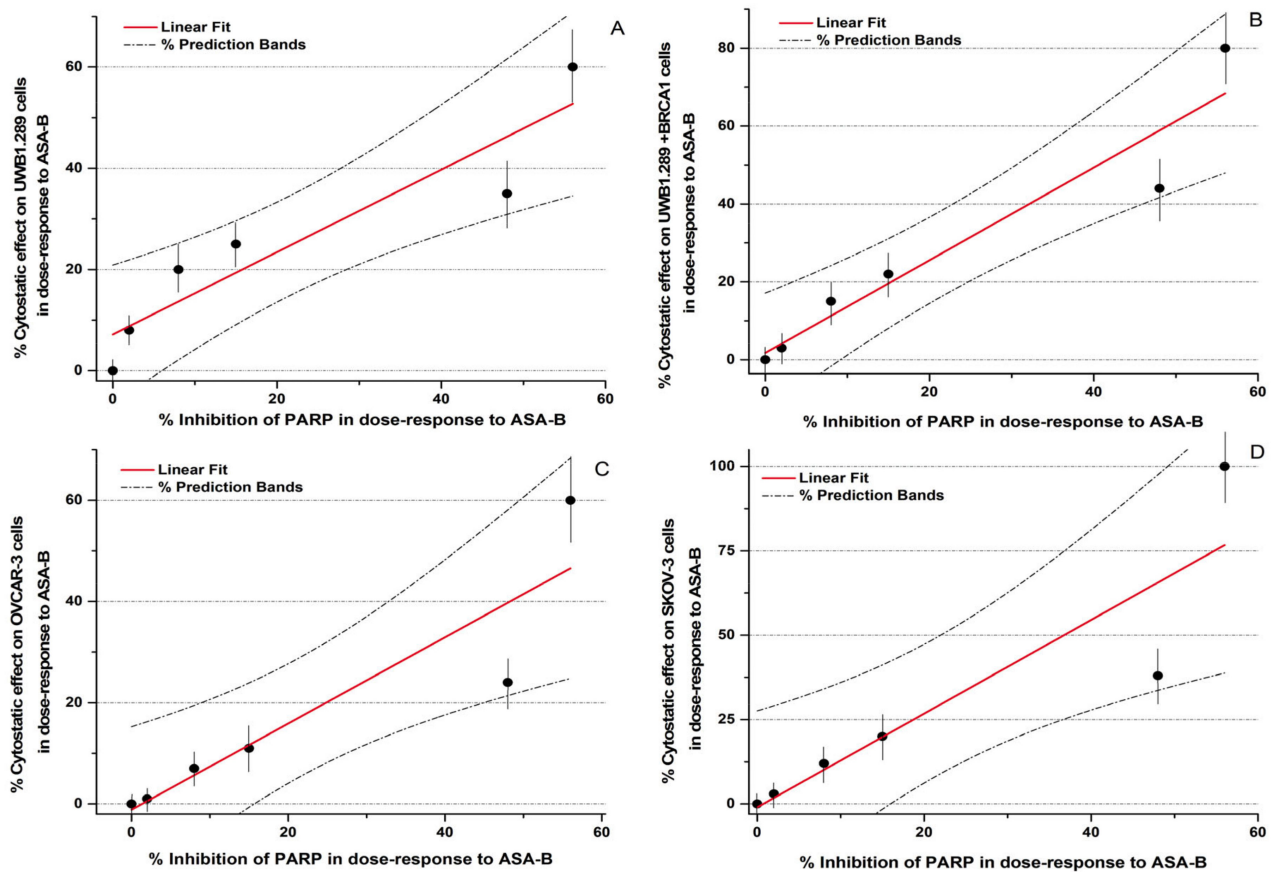 Linear Fit
% Prediction Bands
A
60
40
20
0
0
20
40
60
% Cytostatic effect on UWB1.289 cells
in dose-response to ASA-B
% Inhibition of PARP in dose-response to ASA-B
Linear Fit
% Prediction Bands
B
80
60
40
20
0
0
20
40
60
% Cytostatic effect on UWB1.289 +BRCA1 cells
in dose-response to ASA-B
% Inhibition of PARP in dose-response to ASA-B
Linear Fit
% Prediction Bands
C
60
40
20
0
0
20
40
60
% Cytostatic effect on OVCAR-3 cells
in dose-response to ASA-B
% Inhibition of PARP in dose-response to ASA-B
Linear Fit
% Prediction Bands
D
100
75
50
25
0
0
20
40
60
% Cytostatic effect on SKOV-3 cells
in dose-response to ASA-B
% Inhibition of PARP in dose-response to ASA-B